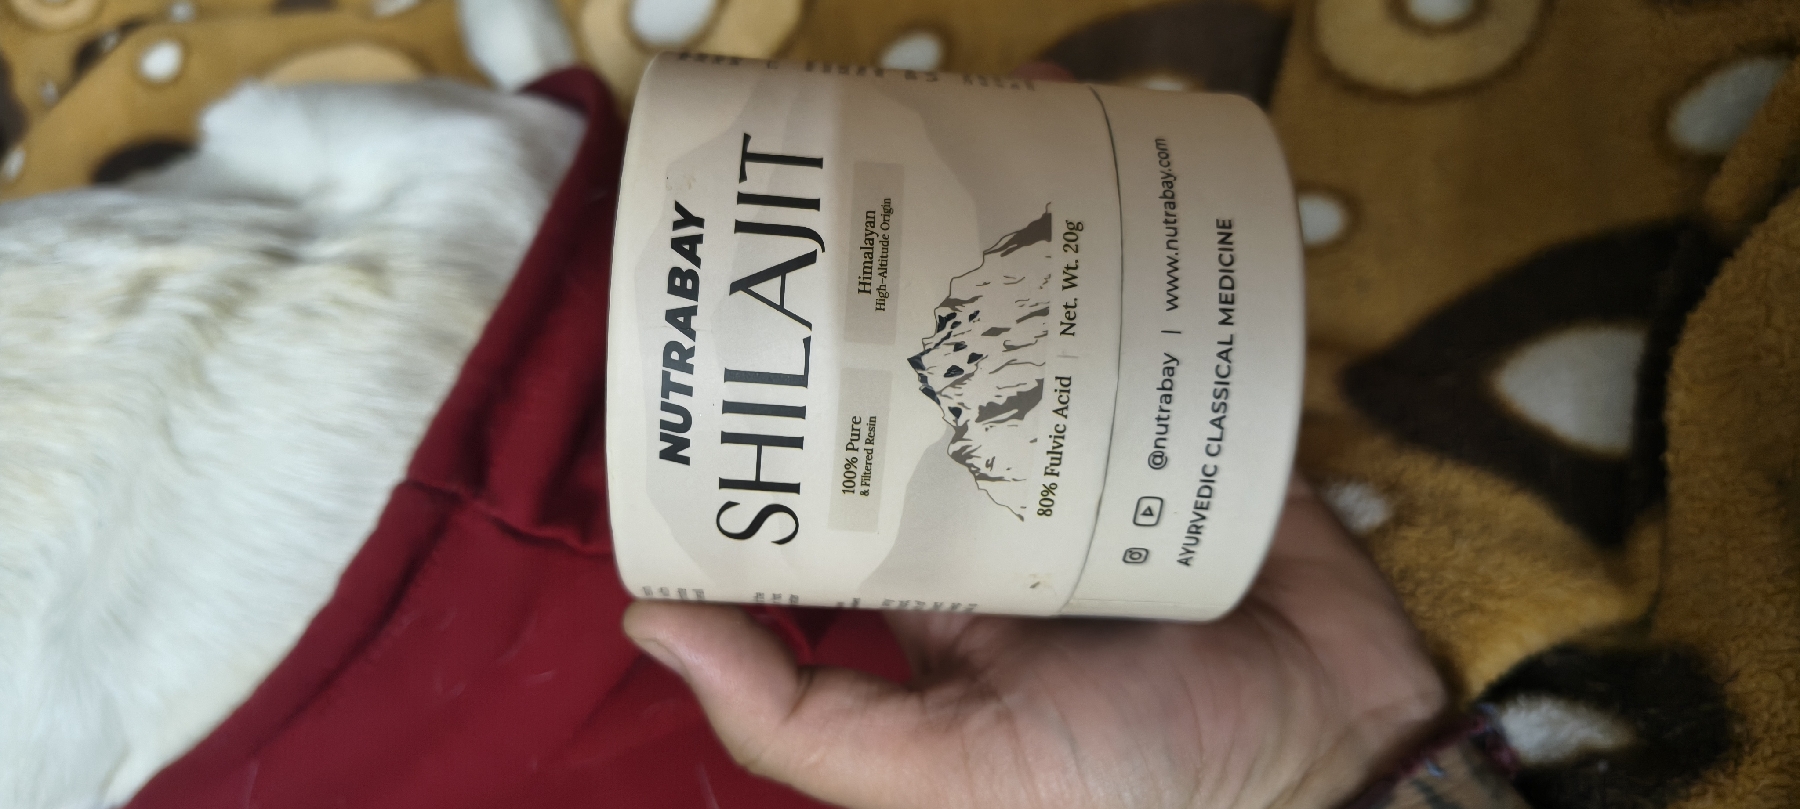 NUTRABAY
SHILAJIT
100% Pure
& Filtered Resin
Himalayan
High-Altitude Origin
80% Fulvic Acid | Net. Wt. 20g
@nutrabay | www.nutrabay.com
AYURVEDIC CLASSICAL MEDICINE